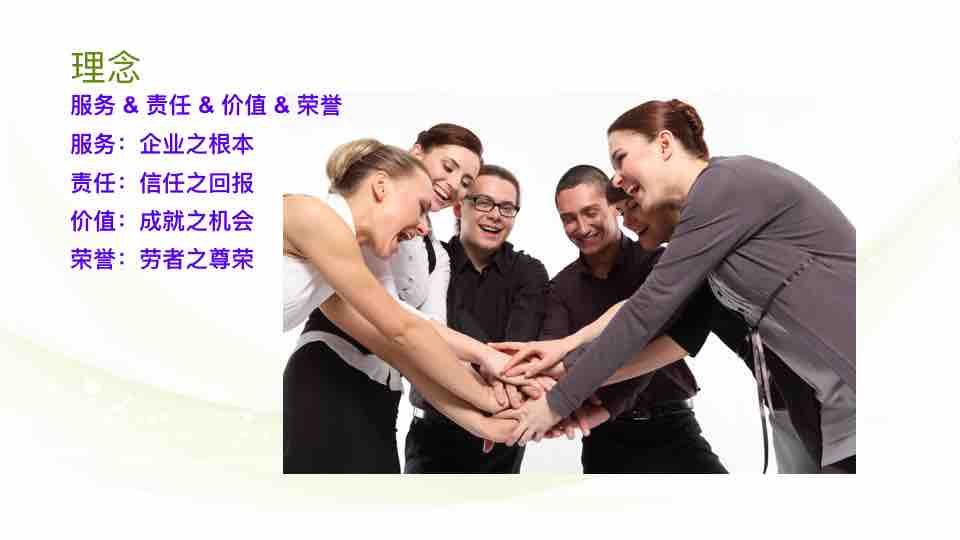 理念
服务 & 责任 & 价值 & 荣誉
服务：企业之根本
责任：信任之回报
价值：成就之机会
荣誉：劳者之尊荣